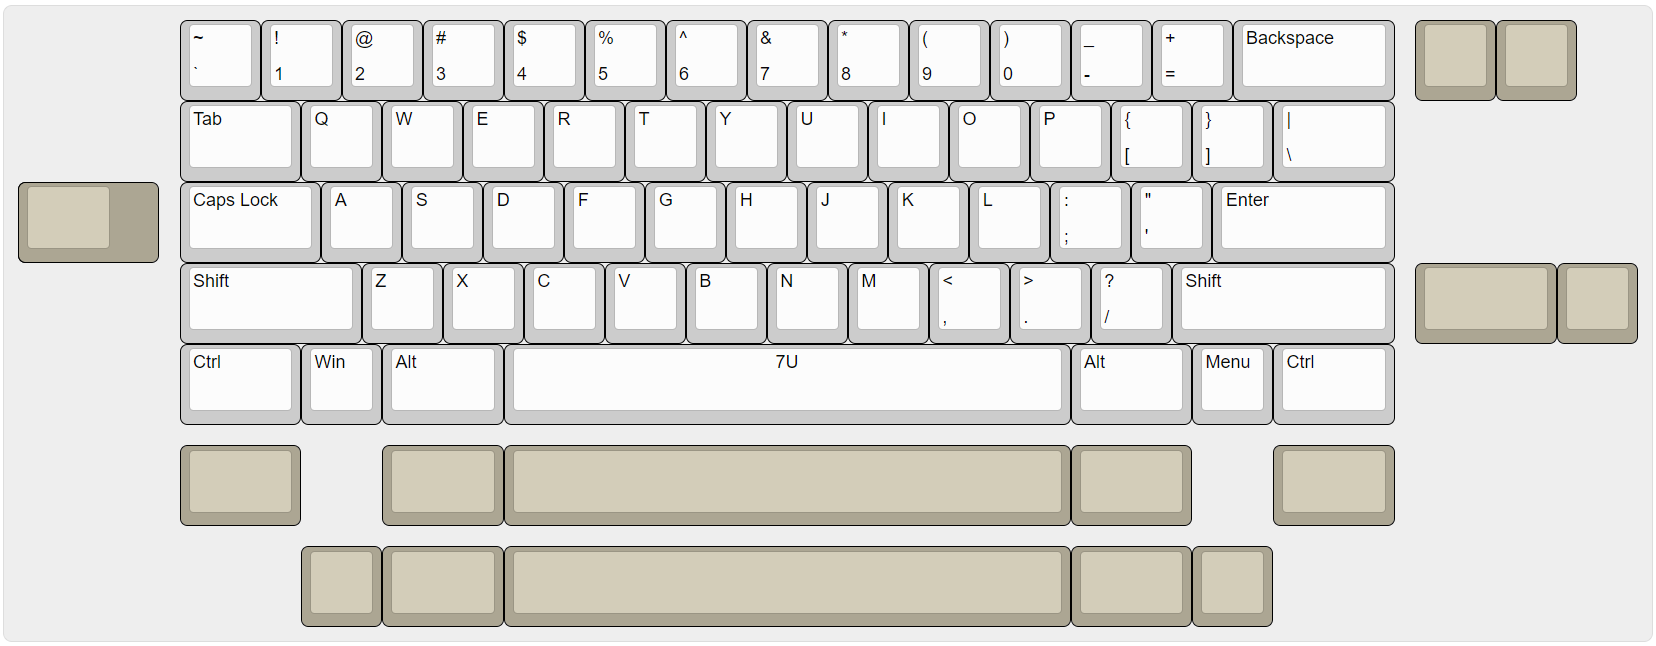 ~ ! @ # $ % ^ & * ( ) _ + Backspace
` 1 2 3 4 5 6 7 8 9 0 - =
Tab Q W E R T Y U I O P { } |
[ ] \
Caps Lock A S D F G H J K L : " Enter
; '
Shift Z X C V B N M < > ? Shift
, . /
Ctrl Win Alt 7U Alt Menu Ctrl